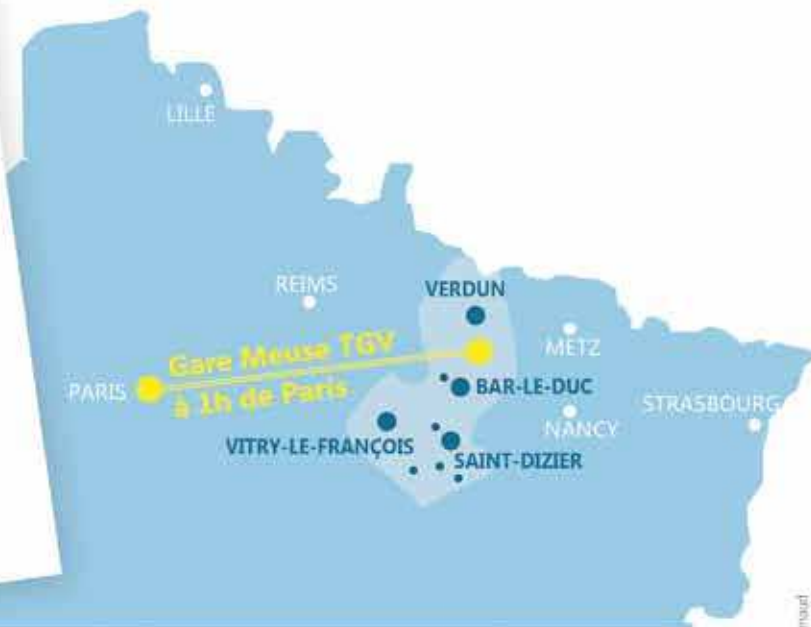 LILLE
REIMS
VERDUN
Gare Meuse TGV
METZ
PARIS
à 1h de Paris
BAR-LE-DUC
STRASBOURG
NANCY
VITRY-LE-FRANÇOIS
SAINT-DIZIER